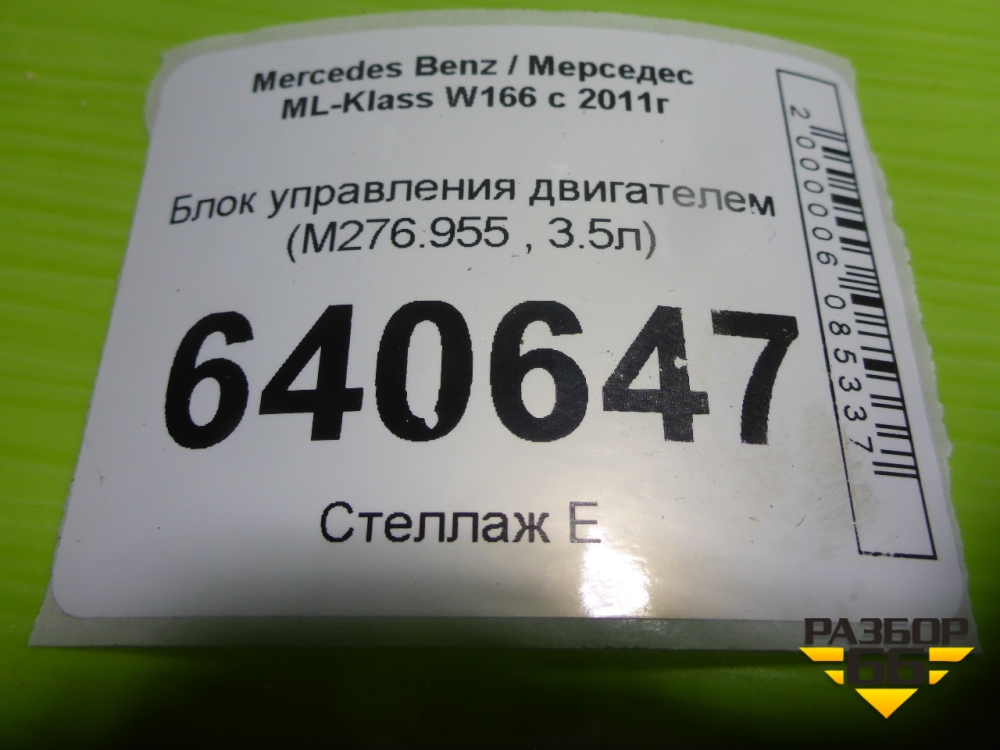 Mercedes Benz / Мерседес
ML-Klass W166 с 2011г
Блок управления двигателем
(M276.955 , 3.5л)
640647
Стеллаж Е
2000006085337
РАЗБОР
66